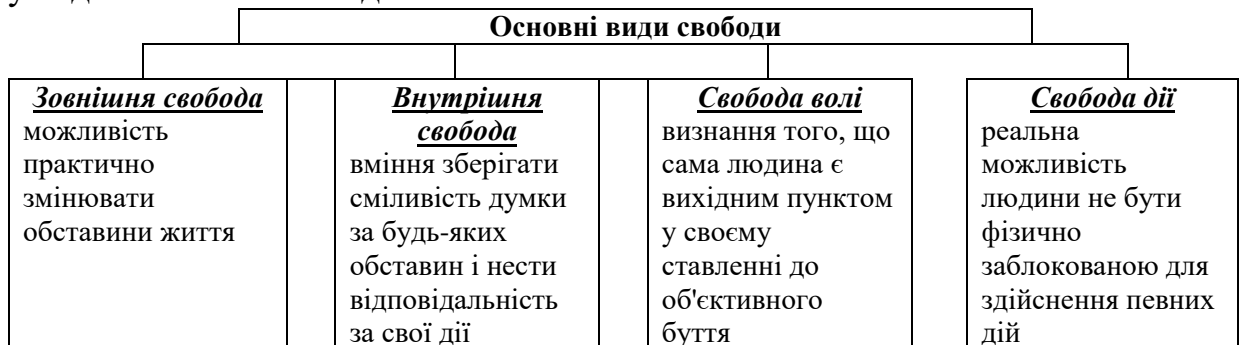 Основні види свободи
Зовнішня свобода
можливість
практично
змінювати
обставини життя
Внутрішня
свобода
вміння зберігати
сміливість думки
за будь-яких
обставин і нести
відповідальність
за свої дії
Свобода волі
визнання того, що
сама людина є
вихідним пунктом
у своєму
ставленні до
об'єктивного
буття
Свобода дії
реальна
можливість
людини не бути
фізично
заблокованою для
здійснення певних
дій